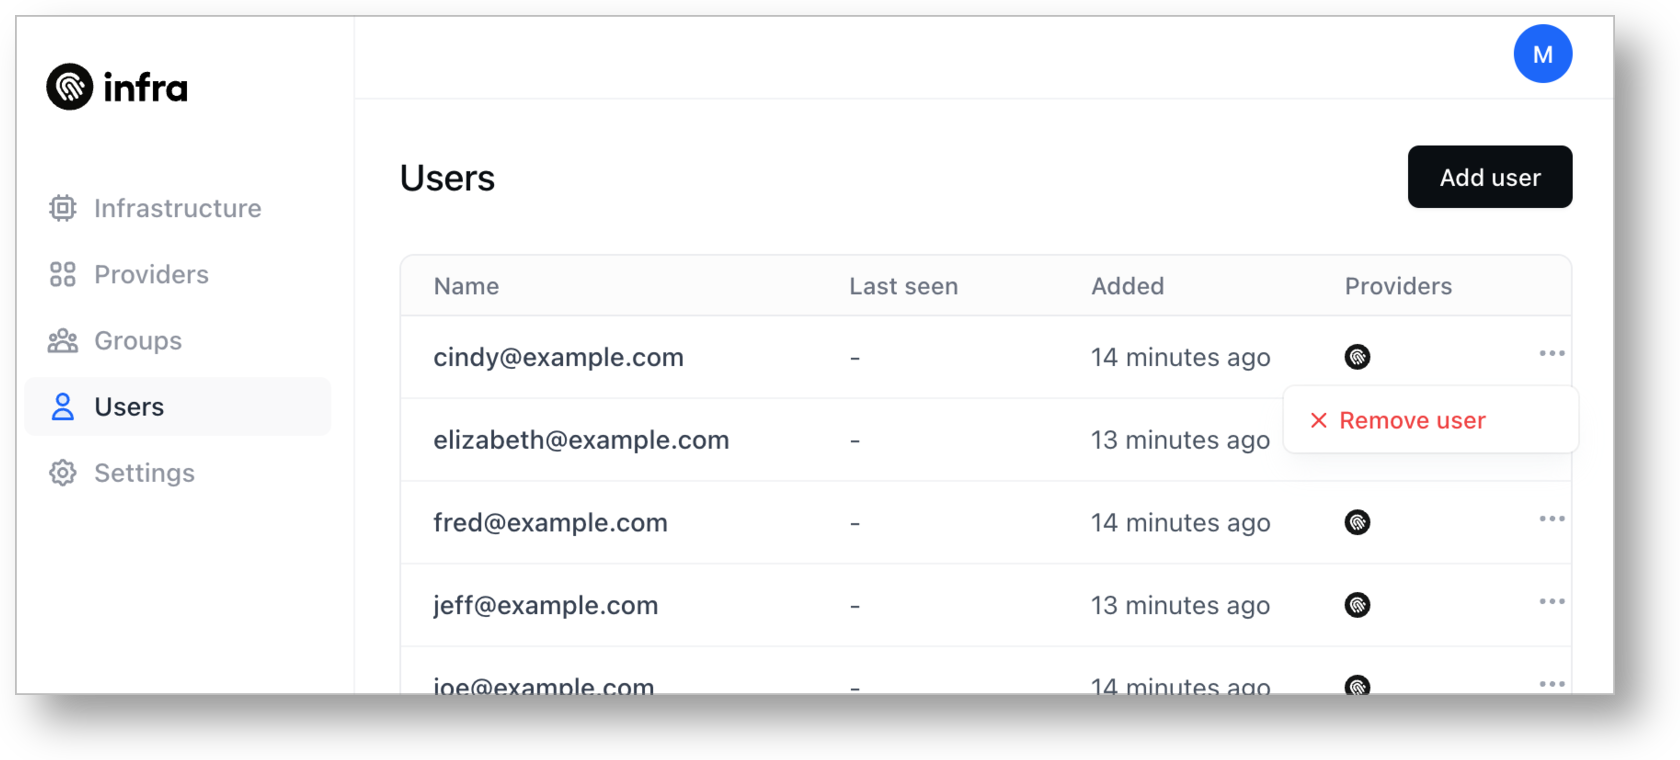 infra
M
Infrastructure
Providers
Groups
Users
Settings
Users
Add user
Name Last seen Added Providers
cindy@example.com - 14 minutes ago ...
Remove user
elizabeth@example.com - 13 minutes ago
fred@example.com - 14 minutes ago ...
jeff@example.com - 13 minutes ago ...
joe@example.com - 14 minutes ago ...